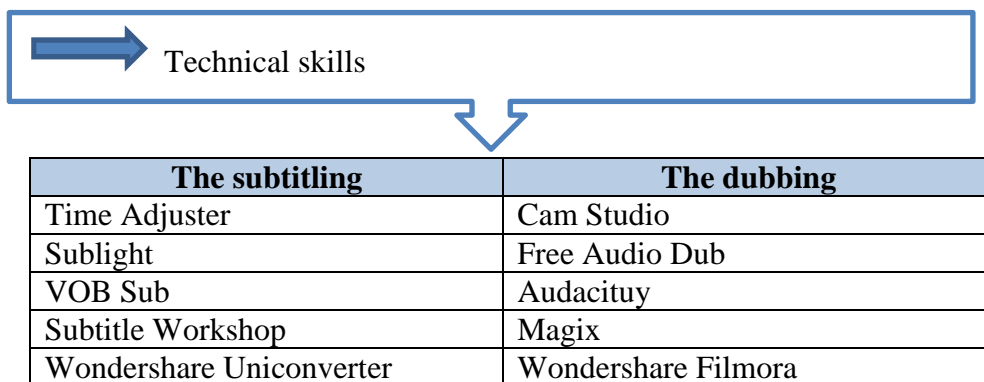 Technical skills
The subtitling The dubbing
Time Adjuster Cam Studio
Sublight Free Audio Dub
VOB Sub Audacituy
Subtitle Workshop Magix
Wondershare Uniconverter Wondershare Filmora